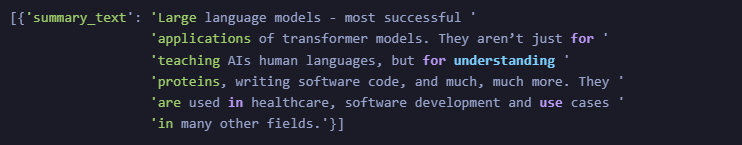 [{'summary_text': 'Large language models - most successful '
'applications of transformer models. They aren’t just for '
'teaching AIs human languages, but for understanding '
'proteins, writing software code, and much, much more. They '
'are used in healthcare, software development and use cases '
'in many other fields.'}]